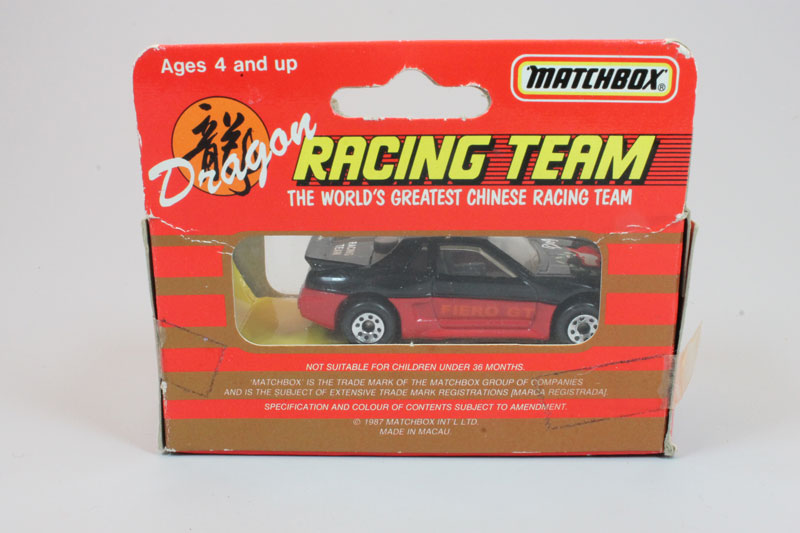 Ages 4 and up
MATCHBOX®
龍
Dragon
RACING TEAM
THE WORLD'S GREATEST CHINESE RACING TEAM
RACING
TEAM
FIERO GT
NOT SUITABLE FOR CHILDREN UNDER 36 MONTHS.
'MATCHBOX' IS THE TRADE MARK OF THE MATCHBOX GROUP OF COMPANIES
AND IS THE SUBJECT OF EXTENSIVE TRADE MARK REGISTRATIONS [MARCA REGISTRADA].
SPECIFICATION AND COLOUR OF CONTENTS SUBJECT TO AMENDMENT.
© 1987 MATCHBOX INT'L LTD.
MADE IN MACAU.